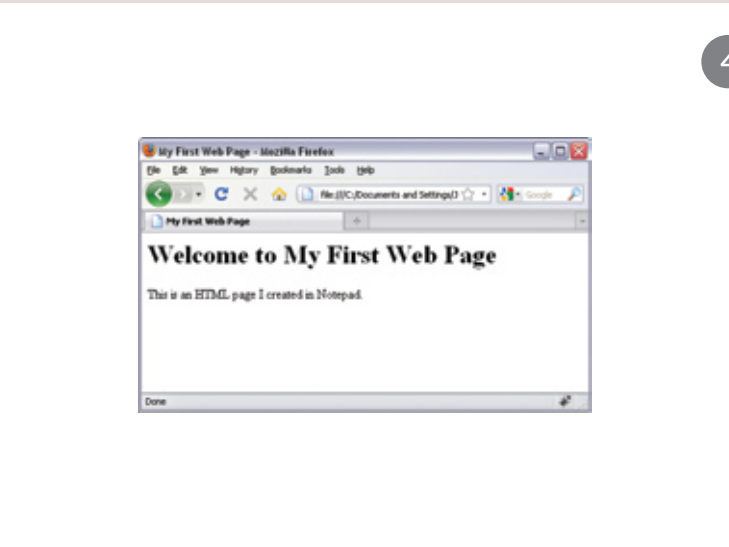 4
My First Web Page - Mozilla Firefox
File Edit View History Bookmarks Tools Help
file:///C:/Documents and Settings/J Google
My First Web Page
Welcome to My First Web Page
This is an HTML page I created in Notepad.
Done